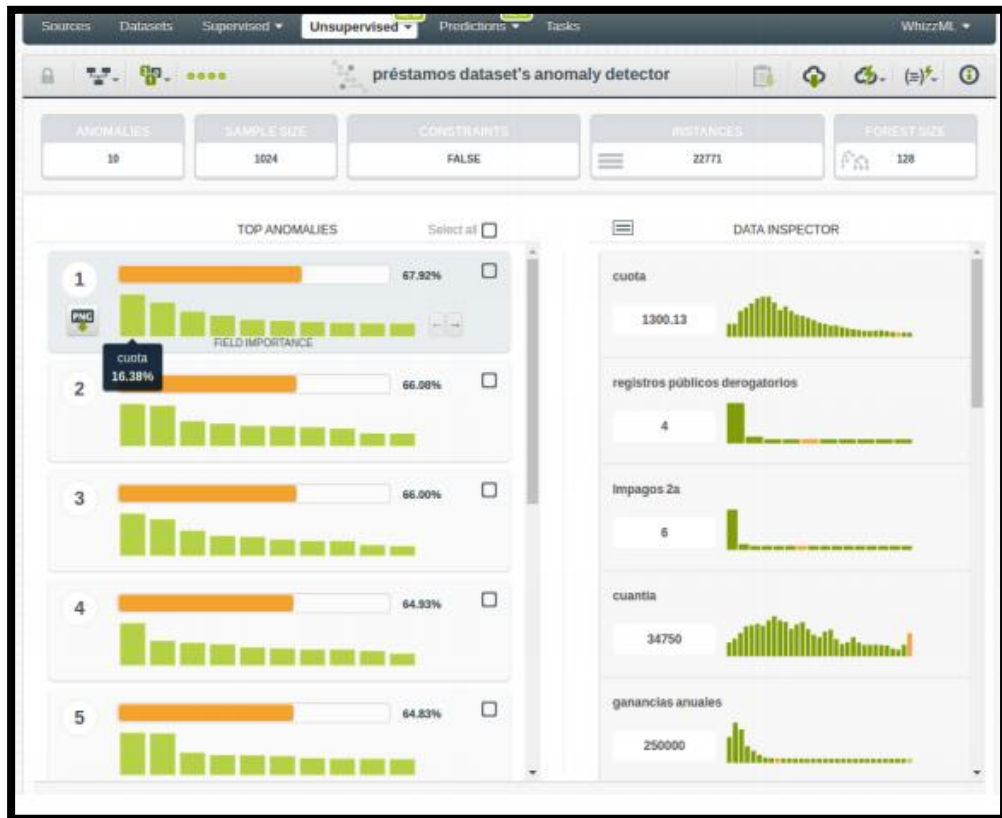 Sources Datasets Supervised Unsupervised Predictions Tasks WhizzML
préstamos dataset's anomaly detector
ANOMALIES SAMPLE SIZE CONSTRAINTS INSTANCES FOREST SIZE
10 1024 FALSE 22771 128
TOP ANOMALIES Select all
1 67.92%
PNG
FIELD IMPORTANCE
cuota
16.38%
2 66.08%
3 66.00%
4 64.93%
5 64.83%
DATA INSPECTOR
cuota
1300.13
registros públicos derogatorios
4
Impagos 2a
6
cuantía
34750
ganancias anuales
250000